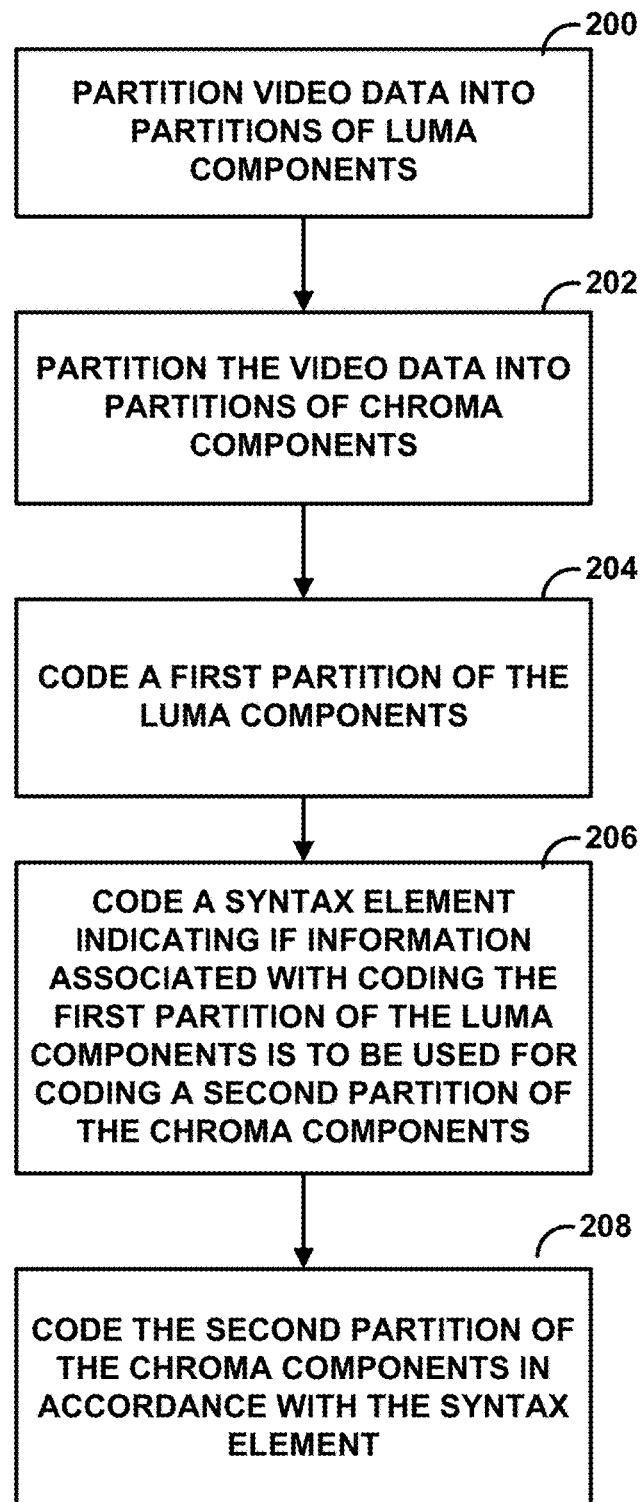 200
PARTITION VIDEO DATA INTO
PARTITIONS OF LUMA
COMPONENTS
202
PARTITION THE VIDEO DATA INTO
PARTITIONS OF CHROMA
COMPONENTS
204
CODE A FIRST PARTITION OF THE
LUMA COMPONENTS
206
CODE A SYNTAX ELEMENT
INDICATING IF INFORMATION
ASSOCIATED WITH CODING THE
FIRST PARTITION OF THE LUMA
COMPONENTS IS TO BE USED FOR
CODING A SECOND PARTITION OF
THE CHROMA COMPONENTS
208
CODE THE SECOND PARTITION OF
THE CHROMA COMPONENTS IN
ACCORDANCE WITH THE SYNTAX
ELEMENT